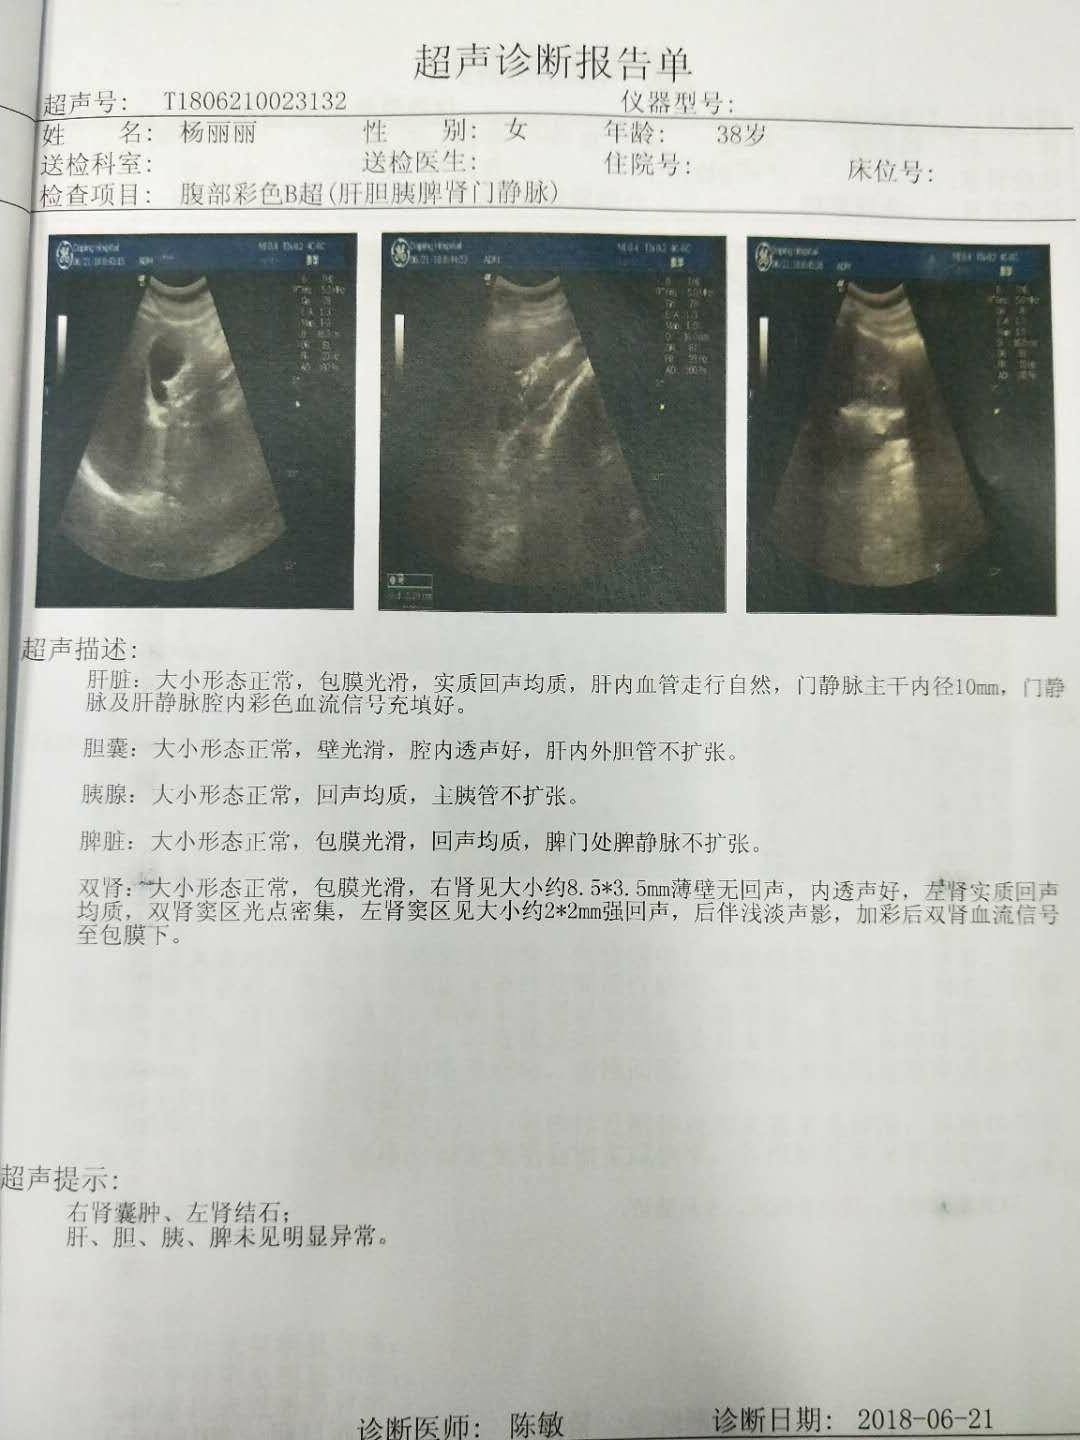 超声诊断报告单
超声号: T1806210023132 仪器型号:
姓 名: 杨丽丽 性 别: 女 年龄: 38岁
送检科室: 送检医生: 住院号: 床位号:
检查项目: 腹部彩色B超(肝胆胰脾肾门静脉)
超声描述:
肝脏: 大小形态正常, 包膜光滑, 实质回声均质, 肝内血管走行自然, 门静脉主干内径10mm, 门静
脉及肝静脉腔内彩色血流信号充填好。
胆囊: 大小形态正常, 壁光滑, 腔内透声好, 肝内外胆管不扩张。
胰腺: 大小形态正常, 回声均质, 主胰管不扩张。
脾脏: 大小形态正常, 包膜光滑, 回声均质, 脾门处脾静脉不扩张。
双肾: 大小形态正常, 包膜光滑, 右肾见大小约8.5*3.5mm薄壁无回声, 内透声好, 左肾实质回声
均质, 双肾窦区光点密集, 左肾窦区见大小约2*2mm强回声, 后伴浅淡声影, 加彩后双肾血流信号
至包膜下。
超声提示:
右肾囊肿、左肾结石;
肝、胆、胰、脾未见明显异常。
诊断医师: 陈敏 诊断日期: 2018-06-21